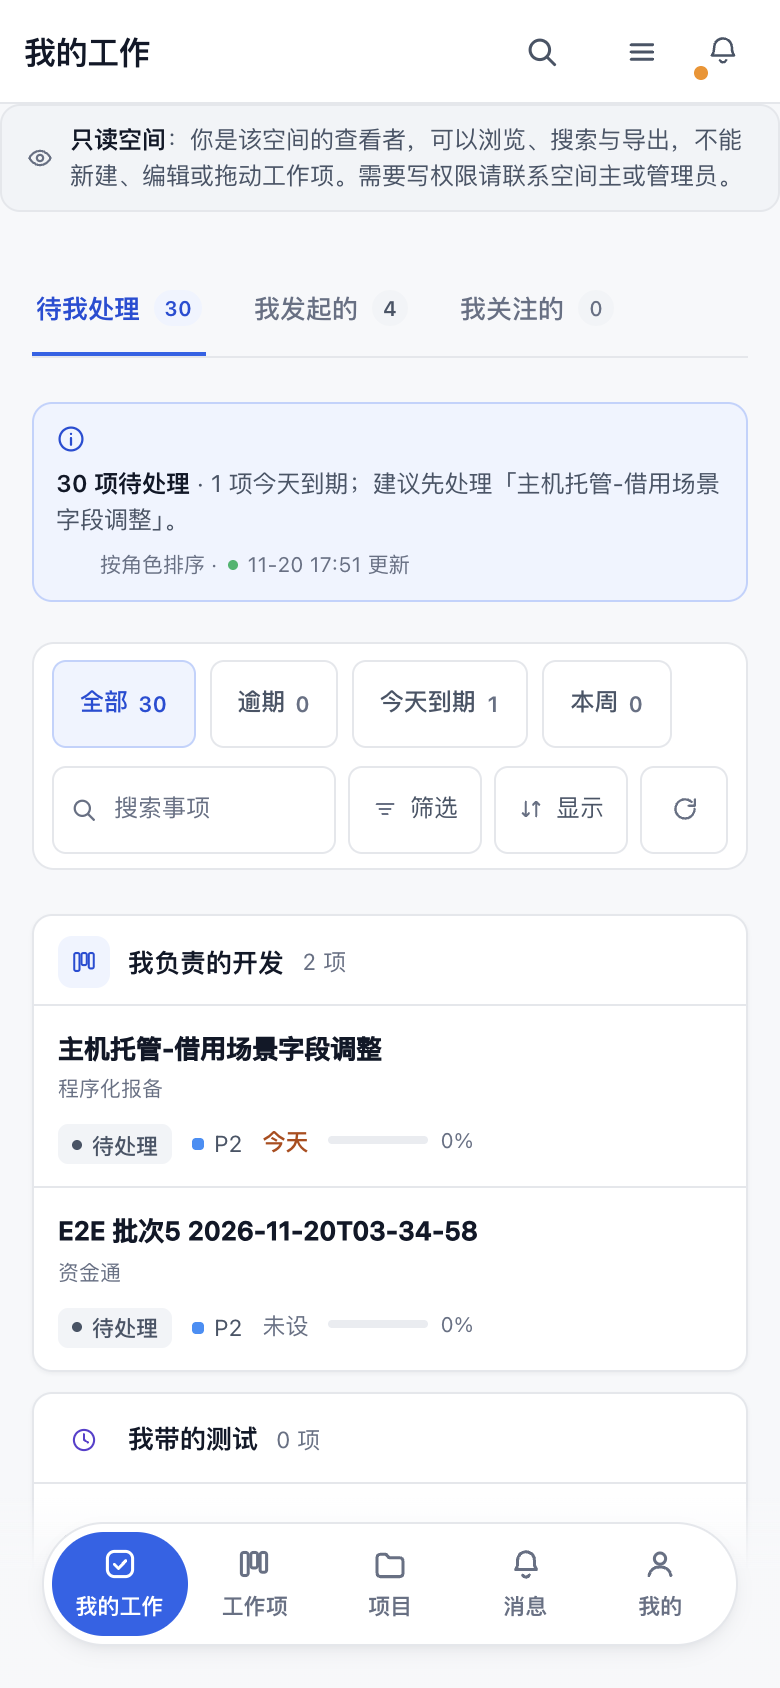 我的工作
只读空间：你是该空间的查看者，可以浏览、搜索与导出，不能
新建、编辑或拖动工作项。需要写权限请联系空间主或管理员。
待我处理 30 我发起的 4 我关注的 0
30 项待处理 · 1 项今天到期；建议先处理「主机托管-借用场景
字段调整」。
按角色排序 · 11-20 17:51 更新
全部 30 逾期 0 今天到期 1 本周 0
搜索事项 筛选 显示
我负责的开发 2 项
主机托管-借用场景字段调整
程序化报备
待处理 P2 今天 0%
E2E 批次5 2026-11-20T03-34-58
资金通
待处理 P2 未设 0%
我带的测试 0 项
我的工作 工作项 项目 消息 我的